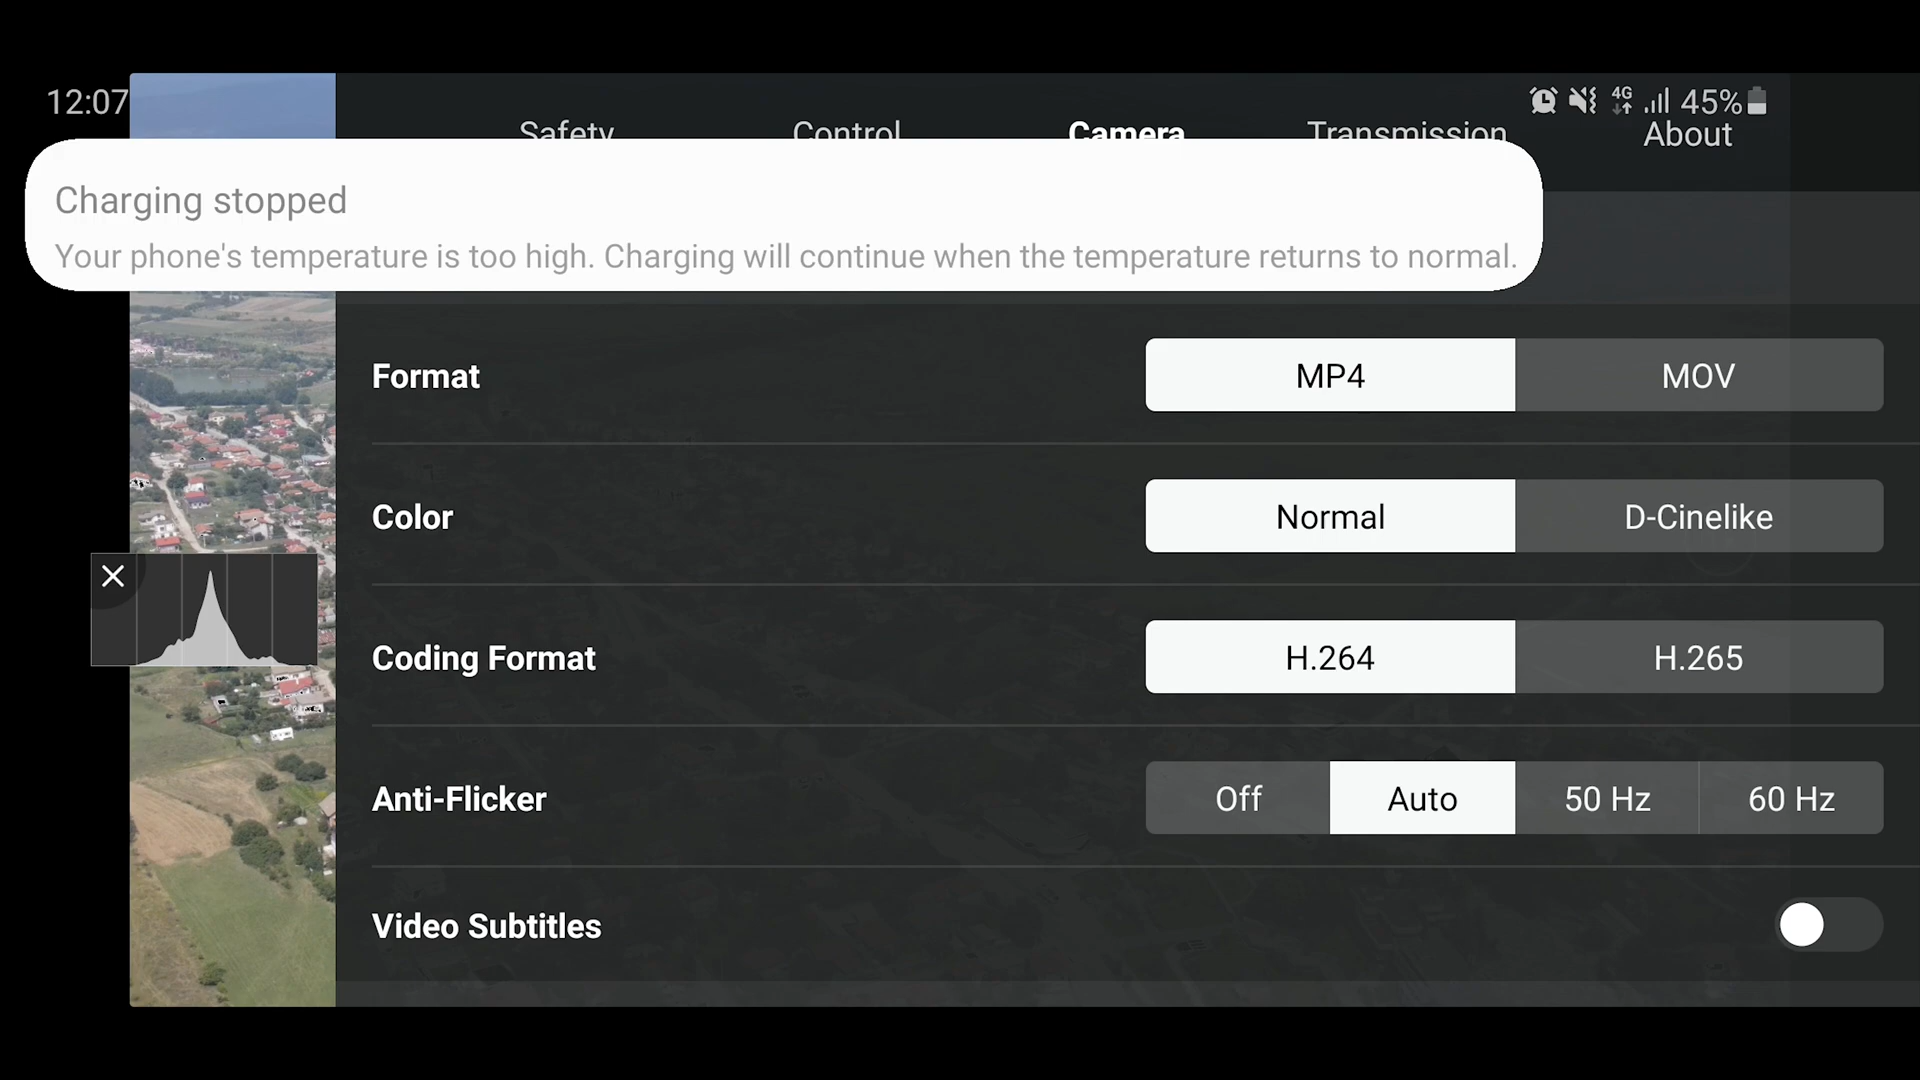 12:07
4G 45%
Safety Control Camera Transmission About
Charging stopped
Your phone's temperature is too high. Charging will continue when the temperature returns to normal.
Format MP4 MOV
Color Normal D-Cinelike
Coding Format H.264 H.265
Anti-Flicker Off Auto 50 Hz 60 Hz
Video Subtitles